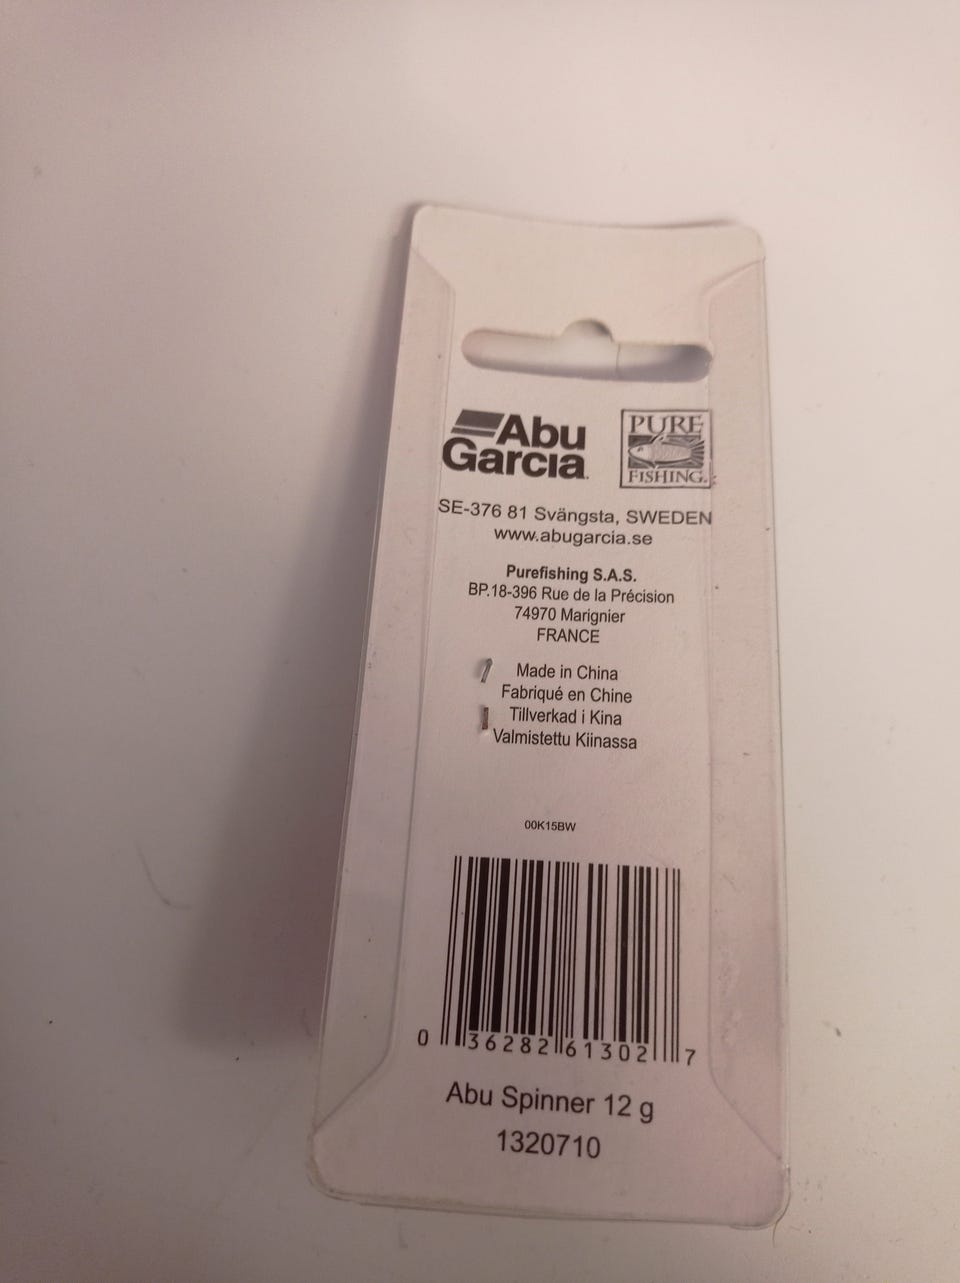 Abu
Garcia
PURE
FISHING
SE-376 81 Svängsta, SWEDEN
www.abugarcia.se
Purefishing S.A.S.
BP.18-396 Rue de la Précision
74970 Marignier
FRANCE
Made in China
Fabriqué en Chine
Tillverkad i Kina
Valmistettu Kiinassa
00K15BW
0 36282 61302 7
Abu Spinner 12 g
1320710